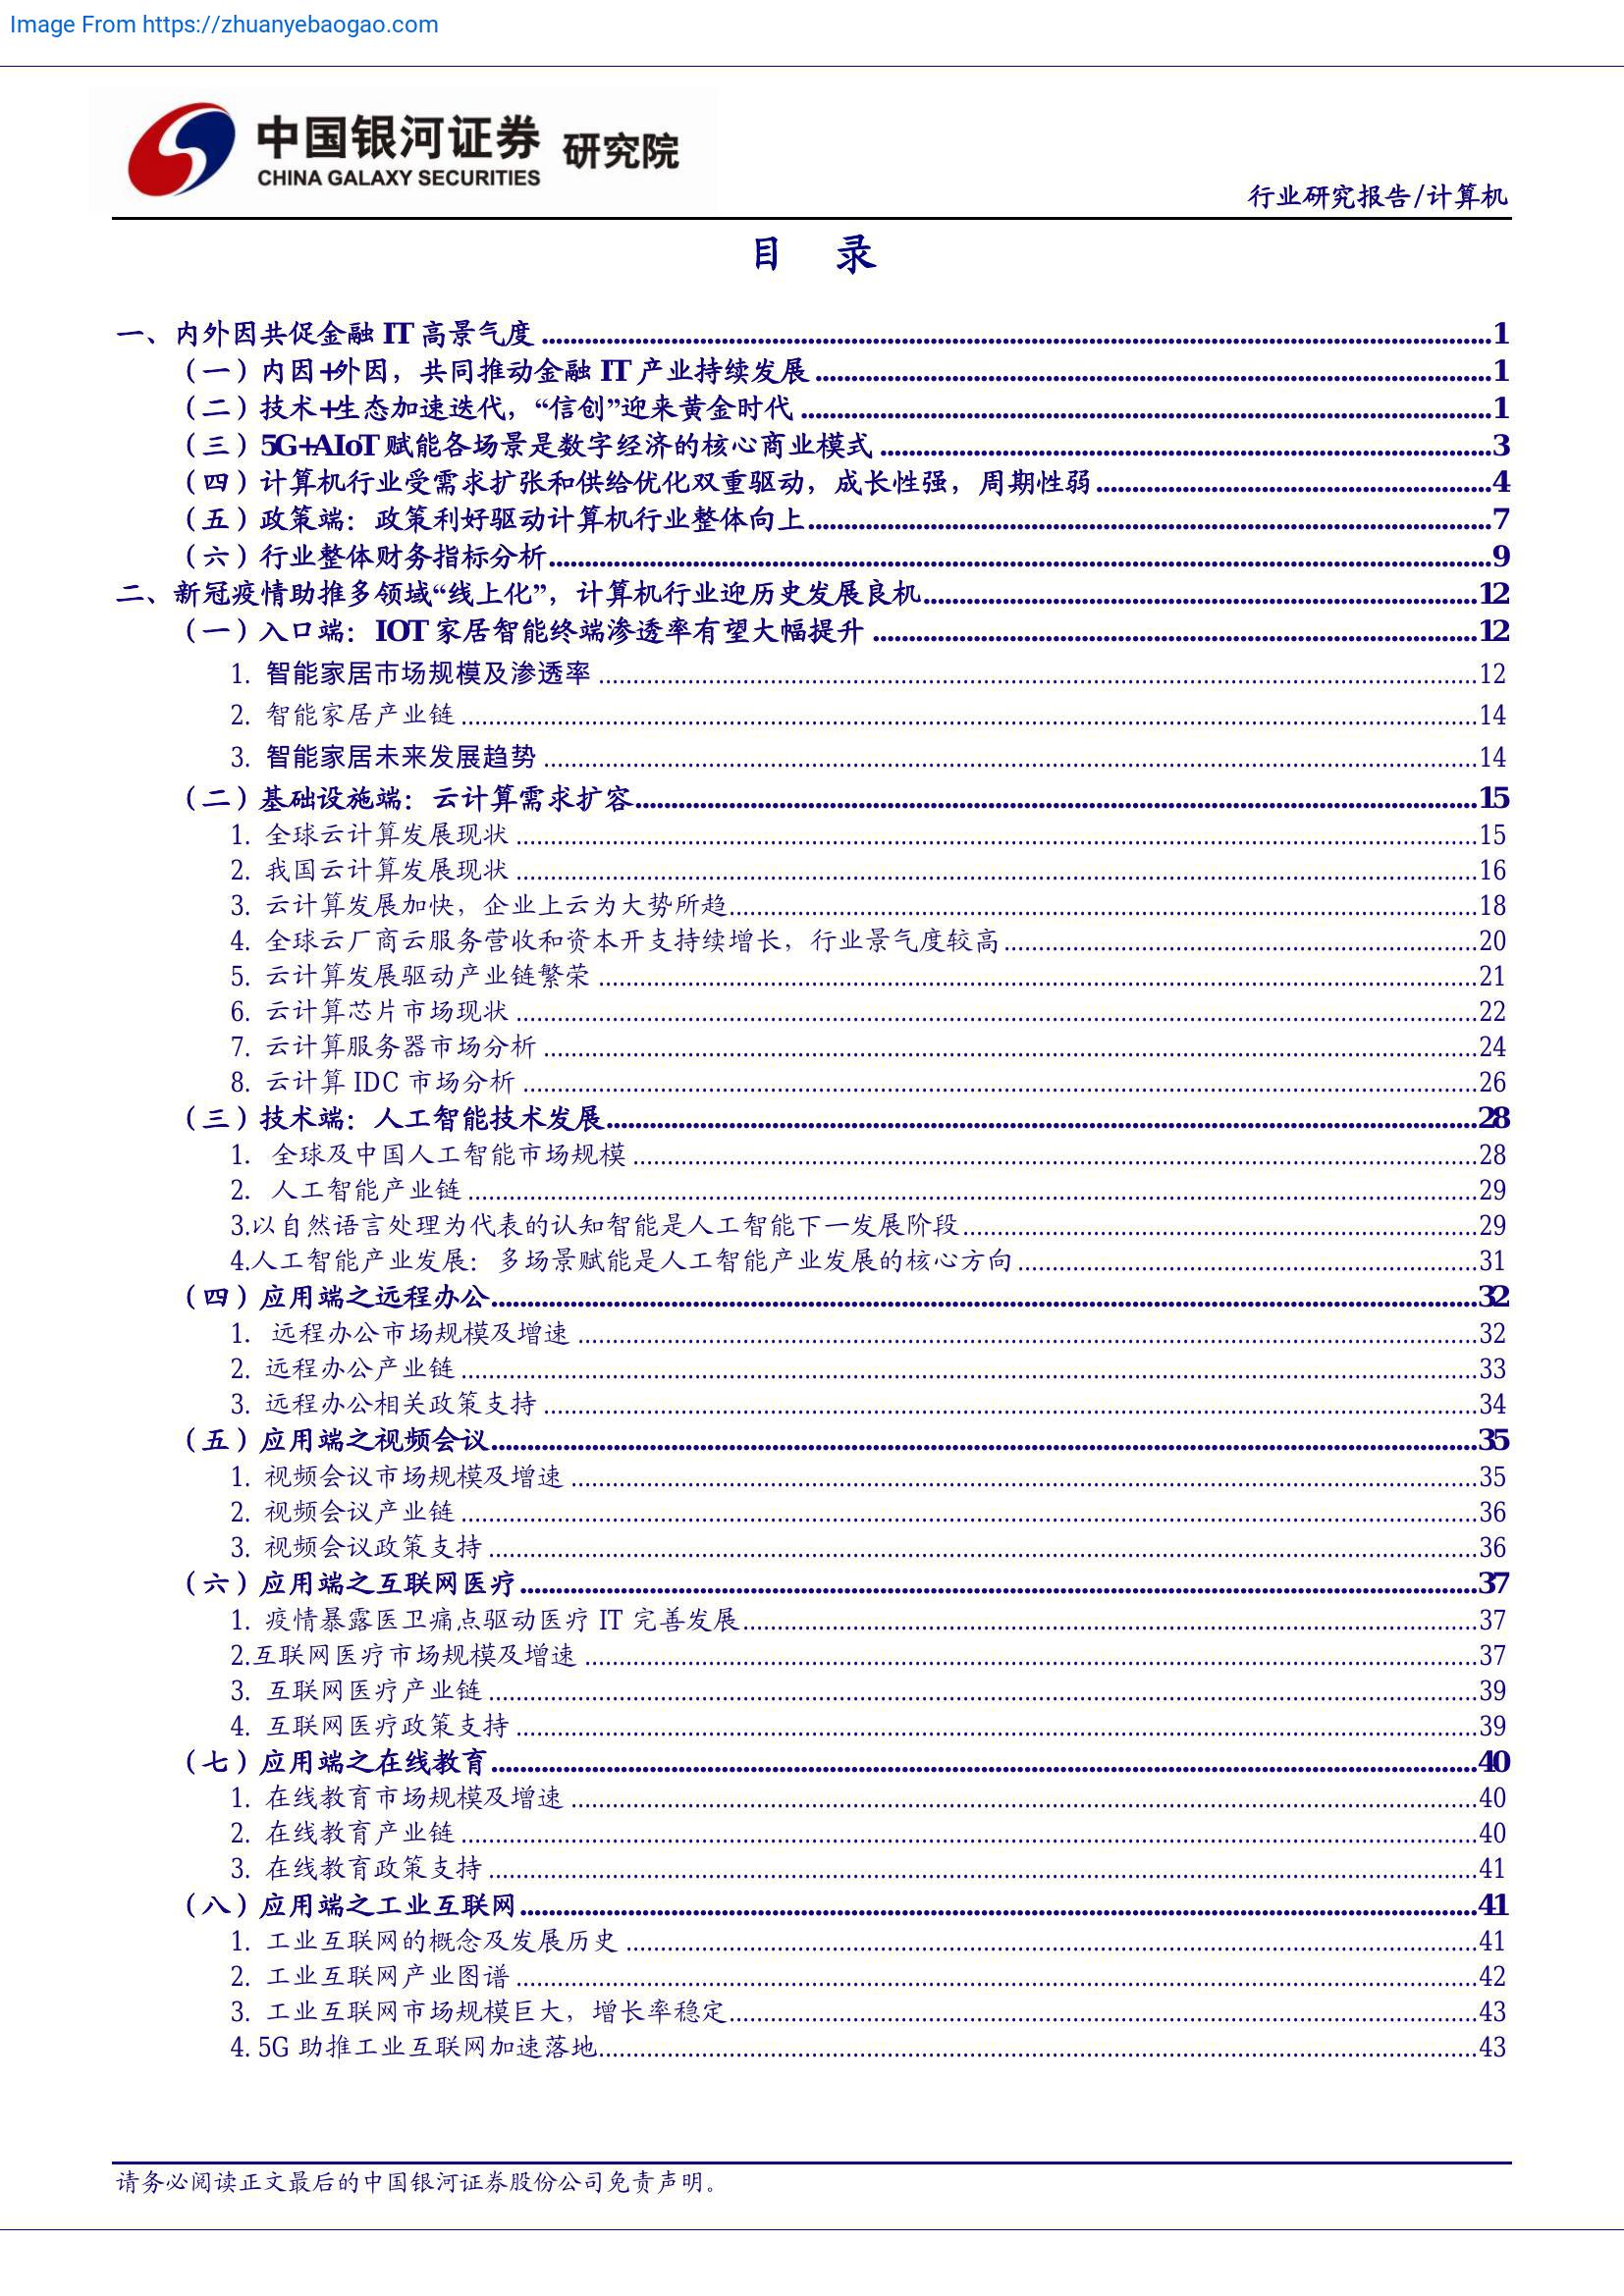 Image From https://zhuanyebaogao.com
中国银河证券 研究院
CHINA GALAXY SECURITIES
行业研究报告/计算机
目 录
一、内外因共促金融 IT 高景气度 ........ 1
（一）内因+外因，共同推动金融 IT 产业持续发展 ........ 1
（二）技术+生态加速迭代，“信创”迎来黄金时代 ........ 1
（三）5G+AIoT 赋能各场景是数字经济的核心商业模式 ........ 3
（四）计算机行业受需求扩张和供给优化双重驱动，成长性强，周期性弱 ........ 4
（五）政策端：政策利好驱动计算机行业整体向上 ........ 7
（六）行业整体财务指标分析 ........ 9
二、新冠疫情助推多领域“线上化”，计算机行业迎历史发展良机 ........ 12
（一）入口端：IOT 家居智能终端渗透率有望大幅提升 ........ 12
1. 智能家居市场规模及渗透率 ........ 12
2. 智能家居产业链 ........ 14
3. 智能家居未来发展趋势 ........ 14
（二）基础设施端：云计算需求扩容 ........ 15
1. 全球云计算发展现状 ........ 15
2. 我国云计算发展现状 ........ 16
3. 云计算发展加快，企业上云为大势所趋 ........ 18
4. 全球云厂商云服务营收和资本开支持续增长，行业景气度较高 ........ 20
5. 云计算发展驱动产业链繁荣 ........ 21
6. 云计算芯片市场现状 ........ 22
7. 云计算服务器市场分析 ........ 24
8. 云计算 IDC 市场分析 ........ 26
（三）技术端：人工智能技术发展 ........ 28
1. 全球及中国人工智能市场规模 ........ 28
2. 人工智能产业链 ........ 29
3.以自然语言处理为代表的认知智能是人工智能下一发展阶段 ........ 29
4.人工智能产业发展：多场景赋能是人工智能产业发展的核心方向 ........ 31
（四）应用端之远程办公 ........ 32
1. 远程办公市场规模及增速 ........ 32
2. 远程办公产业链 ........ 33
3. 远程办公相关政策支持 ........ 34
（五）应用端之视频会议 ........ 35
1. 视频会议市场规模及增速 ........ 35
2. 视频会议产业链 ........ 36
3. 视频会议政策支持 ........ 36
（六）应用端之互联网医疗 ........ 37
1. 疫情暴露医卫痛点驱动医疗 IT 完善发展 ........ 37
2.互联网医疗市场规模及增速 ........ 37
3. 互联网医疗产业链 ........ 39
4. 互联网医疗政策支持 ........ 39
（七）应用端之在线教育 ........ 40
1. 在线教育市场规模及增速 ........ 40
2. 在线教育产业链 ........ 40
3. 在线教育政策支持 ........ 41
（八）应用端之工业互联网 ........ 41
1. 工业互联网的概念及发展历史 ........ 41
2. 工业互联网产业图谱 ........ 42
3. 工业互联网市场规模巨大，增长率稳定 ........ 43
4. 5G 助推工业互联网加速落地 ........ 43
请务必阅读正文最后的中国银河证券股份公司免责声明。